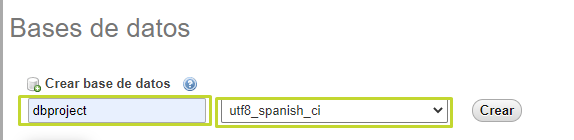 Bases de datos
Crear base de datos
dbproject utf8_spanish_ci Crear